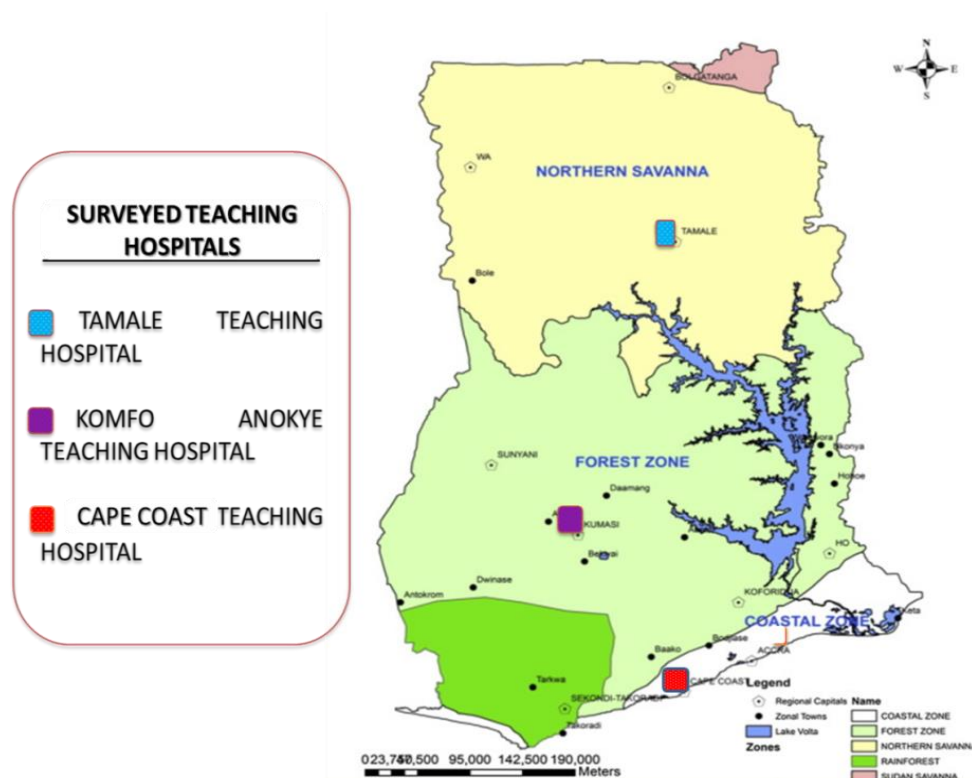 SURVEYED TEACHING
HOSPITALS
TAMALE TEACHING
HOSPITAL
KOMFO ANOKYE
TEACHING HOSPITAL
CAPE COAST TEACHING
HOSPITAL
N
W E
S
BOLGATANGA
WA
NORTHERN SAVANNA
TAMALE
Bole
SUNYANI
FOREST ZONE
Daamang
Nkonya
Hohoe
KUMASI
Bekwai
HO
Dwinase
Antokrom
KOFORIDUA
COASTAL ZONE
Keta
Bodjiase
Baako
ACCRA
Tarkwa
CAPE COAST
SEKONDI-TAKORADI
Takoradi
Legend
Regional Capitals
Zonal Towns
Lake Volta
Zones
Name
COASTAL ZONE
FOREST ZONE
NORTHERN SAVANNA
RAINFOREST
SUDAN SAVANNA
95,000 142,500 190,000
Meters